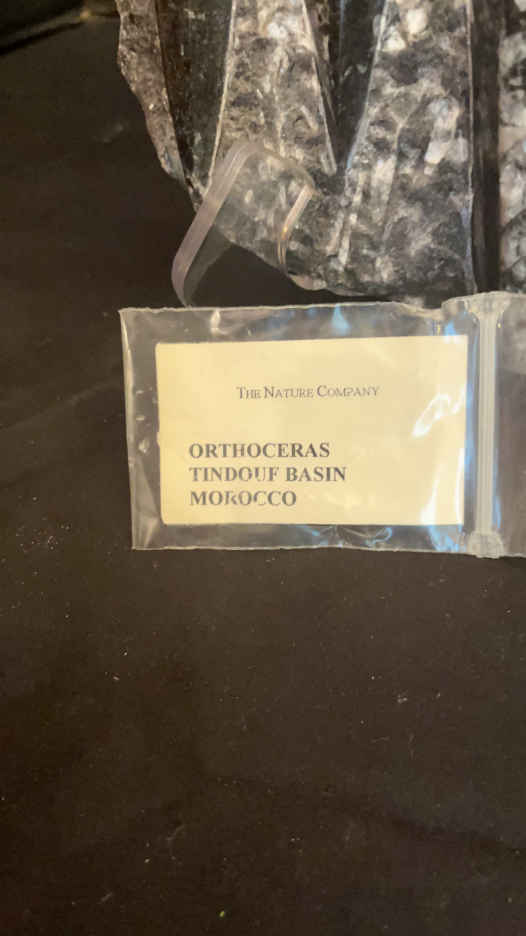 THE NATURE COMPANY
ORTHOCERAS
TINDOUF BASIN
MOROCCO